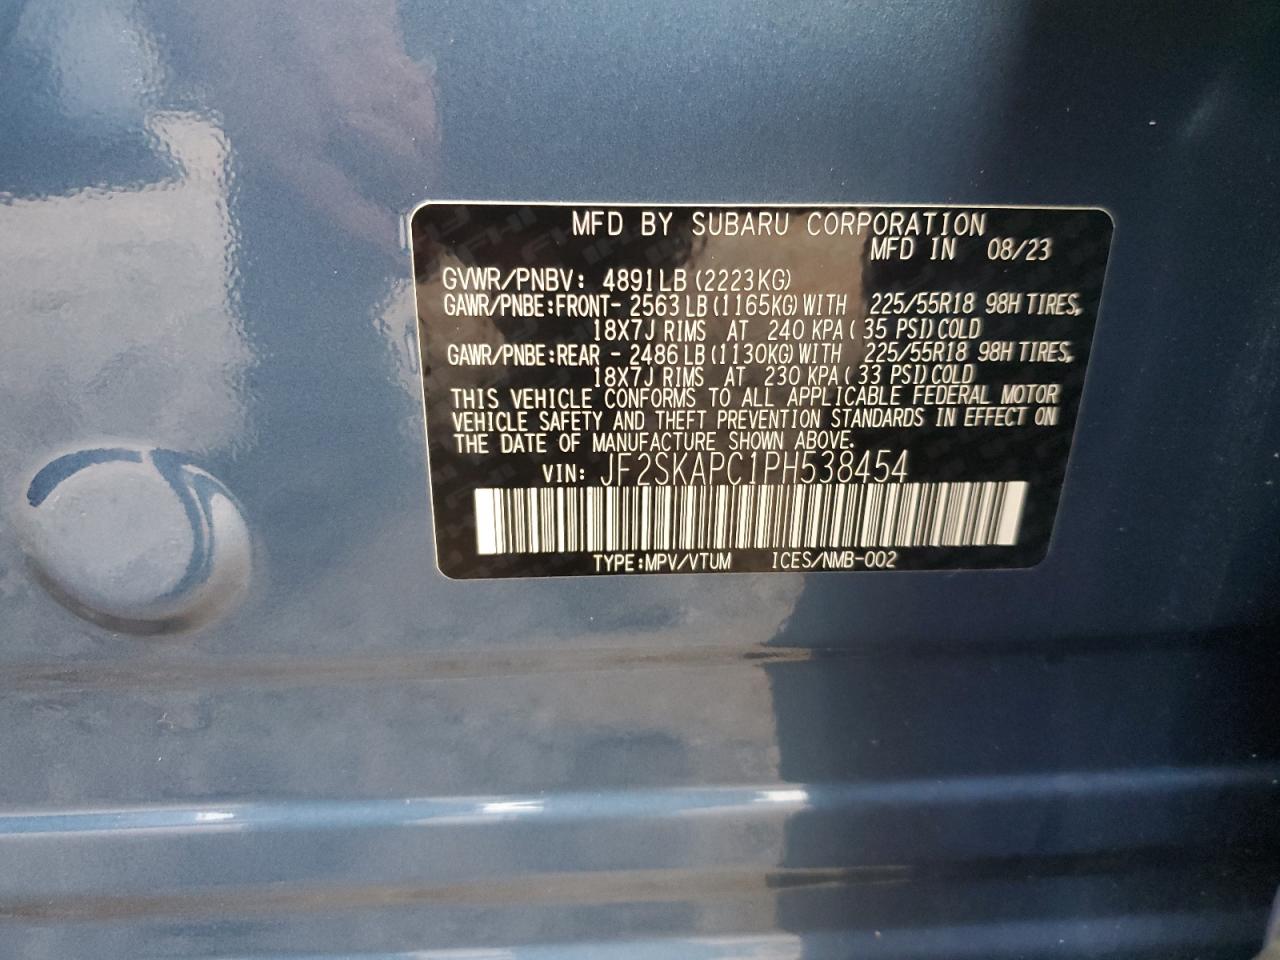 MFD BY SUBARU CORPORATION
MFD IN 08/23
GVWR/PNBV: 4891LB (2223KG)
GAWR/PNBE:FRONT- 2563LB(1165KG)WITH 225/55R18 98H TIRES,
18X7J RIMS AT 240 KPA( 35 PSI)COLD
GAWR/PNBE:REAR - 2486LB(1130KG)WITH 225/55R18 98H TIRES,
18X7J RIMS AT 230 KPA( 33 PSI)COLD
THIS VEHICLE CONFORMS TO ALL APPLICABLE FEDERAL MOTOR
VEHICLE SAFETY AND THEFT PREVENTION STANDARDS IN EFFECT ON
THE DATE OF MANUFACTURE SHOWN ABOVE.
VIN: JF2SKAPC1PH538454
TYPE:MPV/VTUM ICES/NMB-002